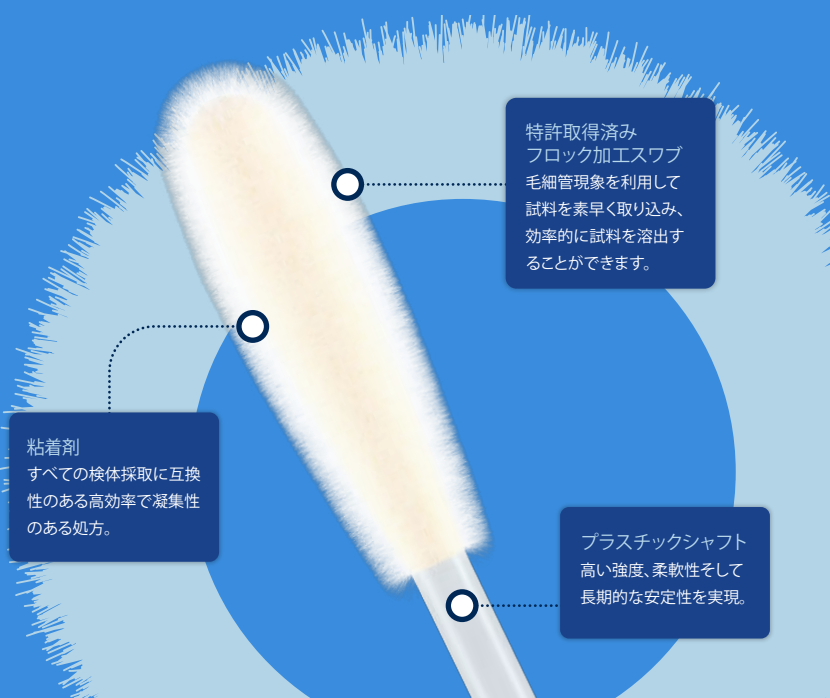 特許取得済み
フロック加工スワブ
毛細管現象を利用して
試料を素早く取り込み、
効率的に試料を溶出す
ることができます。
粘着剤
すべての検体採取に互換
性のある高効率で凝集性
のある処方。
プラスチックシャフト
高い強度、柔軟性そして
長期的な安定性を実現。